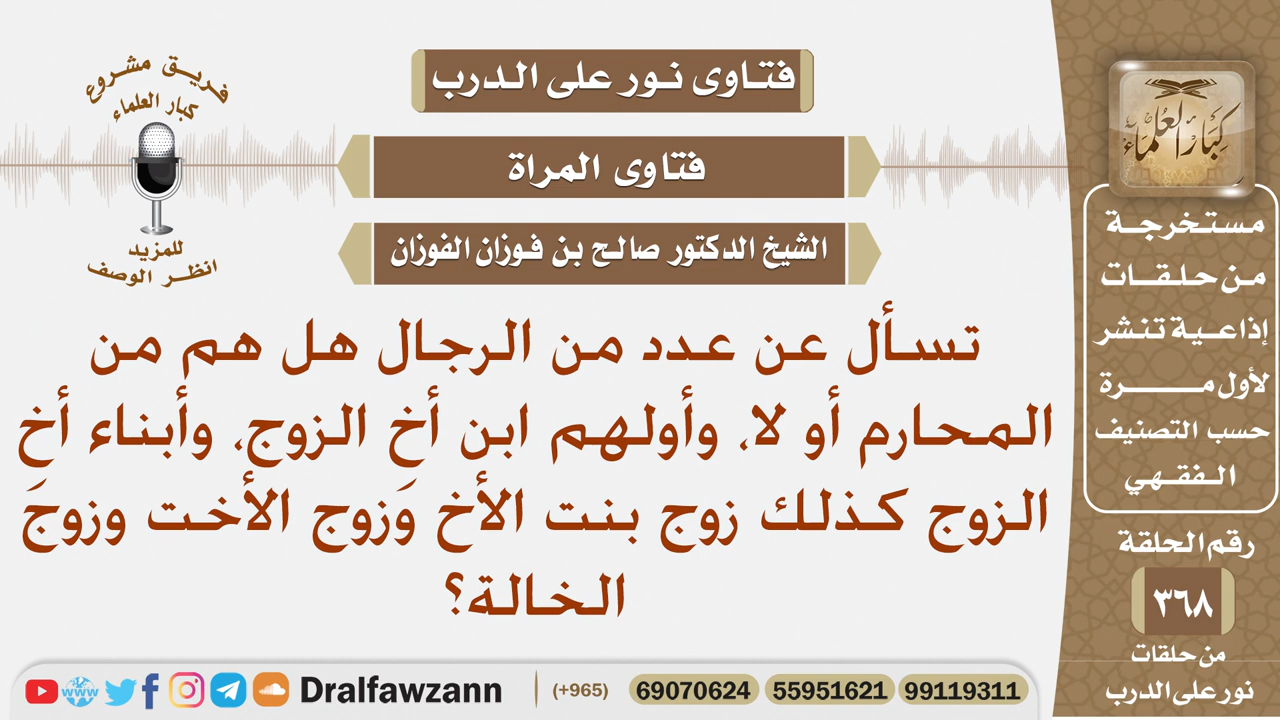 فتاوى نور على الدرب
فتاوى المراة
الشيخ الدكتور صالح بن فوزان الفوزان
فريق مشروع
كبار العلماء
للمزيد
انظر الوصف
تسأل عن عدد من الرجال هل هم من
المحارم أو لا، وأولهم ابن أخِ الزوج، وأبناء أخِ
الزوج كذلك زوج بنت الأخ وَزوج الأخت وزوجَ
الخالة؟
كبار العلماء
مستخرجة
من حلقات
إذاعية تنشر
لأول مرة
حسب التصنيف
الفقهي
رقم الحلقة
٣٦٨
من حلقات
نور على الدرب
www Dralfawzann (+965) 69070624 55951621 99119311